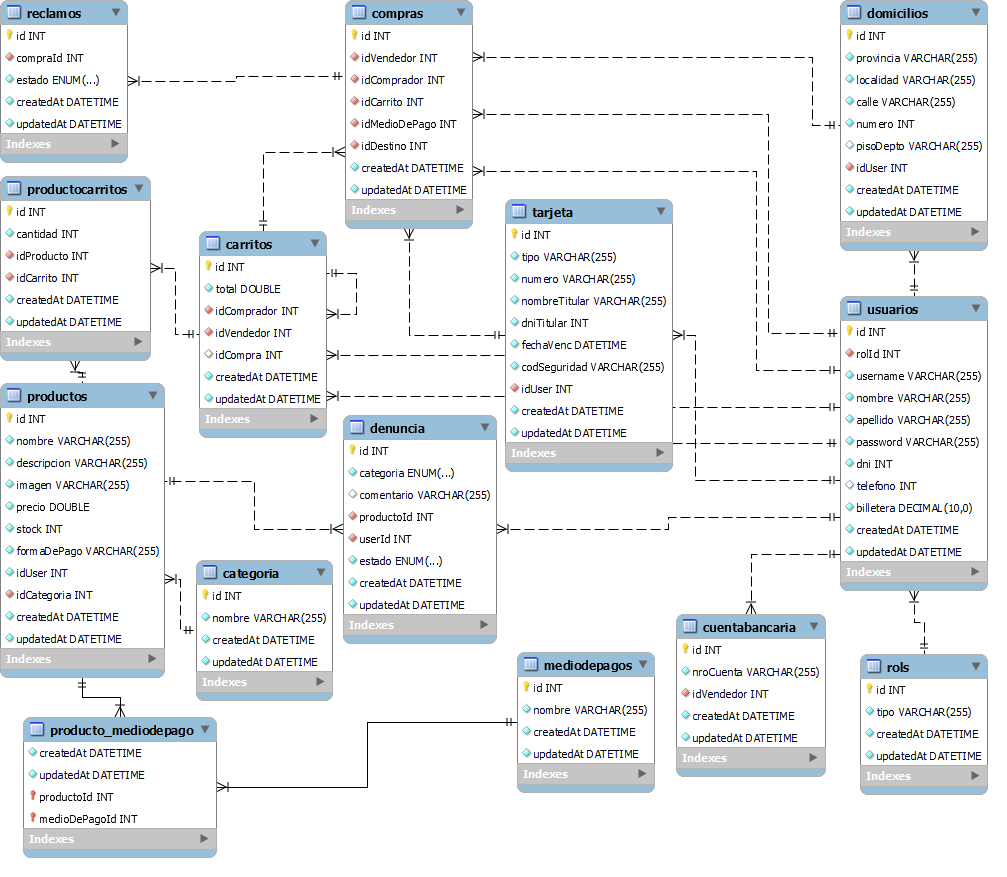 reclamos
id INT
compraId INT
estado ENUM(...)
createdAt DATETIME
updatedAt DATETIME
Indexes
compras
id INT
idVendedor INT
idComprador INT
idCarrito INT
idMedioDePago INT
idDestino INT
createdAt DATETIME
updatedAt DATETIME
Indexes
domicilios
id INT
provincia VARCHAR(255)
localidad VARCHAR(255)
calle VARCHAR(255)
numero INT
pisoDepto VARCHAR(255)
idUser INT
createdAt DATETIME
updatedAt DATETIME
Indexes
productocarritos
id INT
cantidad INT
idProducto INT
idCarrito INT
createdAt DATETIME
updatedAt DATETIME
Indexes
carritos
id INT
total DOUBLE
idComprador INT
idVendedor INT
idCompra INT
createdAt DATETIME
updatedAt DATETIME
Indexes
tarjeta
id INT
tipo VARCHAR(255)
numero VARCHAR(255)
nombreTitular VARCHAR(255)
dniTitular INT
fechaVenc DATETIME
codSeguridad VARCHAR(255)
idUser INT
createdAt DATETIME
updatedAt DATETIME
Indexes
usuarios
id INT
rolId INT
username VARCHAR(255)
nombre VARCHAR(255)
apellido VARCHAR(255)
password VARCHAR(255)
dni INT
telefono INT
billetera DECIMAL(10,0)
createdAt DATETIME
updatedAt DATETIME
Indexes
productos
id INT
nombre VARCHAR(255)
descripcion VARCHAR(255)
imagen VARCHAR(255)
precio DOUBLE
stock INT
formaDePago VARCHAR(255)
idUser INT
idCategoria INT
createdAt DATETIME
updatedAt DATETIME
Indexes
denuncia
id INT
categoria ENUM(...)
comentario VARCHAR(255)
productoId INT
userId INT
estado ENUM(...)
createdAt DATETIME
updatedAt DATETIME
Indexes
categoria
id INT
nombre VARCHAR(255)
createdAt DATETIME
updatedAt DATETIME
Indexes
cuentabancaria
id INT
nroCuenta VARCHAR(255)
idVendedor INT
createdAt DATETIME
updatedAt DATETIME
Indexes
mediodepagos
id INT
nombre VARCHAR(255)
createdAt DATETIME
updatedAt DATETIME
Indexes
rols
id INT
tipo VARCHAR(255)
createdAt DATETIME
updatedAt DATETIME
Indexes
producto_mediodepago
createdAt DATETIME
updatedAt DATETIME
productoId INT
medioDePagoId INT
Indexes